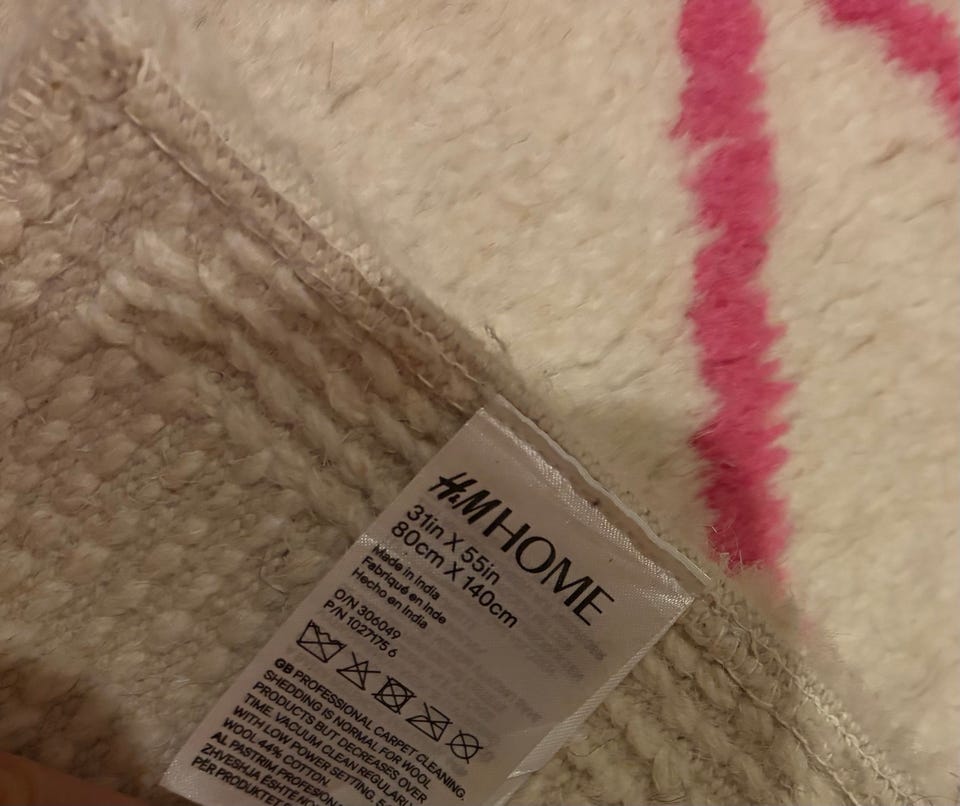 H&M HOME
31in X 55in
80cm X 140cm
Made in India
Fabriqué en Inde
Hecho en India
O/N 306049
P/N 1027175 6
GB PROFESSIONAL CARPET CLEANING.
SHEDDING IS NORMAL FOR WOOL
PRODUCTS BUT DECREASES OVER
TIME. VACUUM CLEAN REGULARLY
WITH LOW POWER SETTING.
WOOL 44% COTTON.
AL PASTRIM PROFESION
ZHVESHJA ËSHTË NO
PËR PRODUKTET E